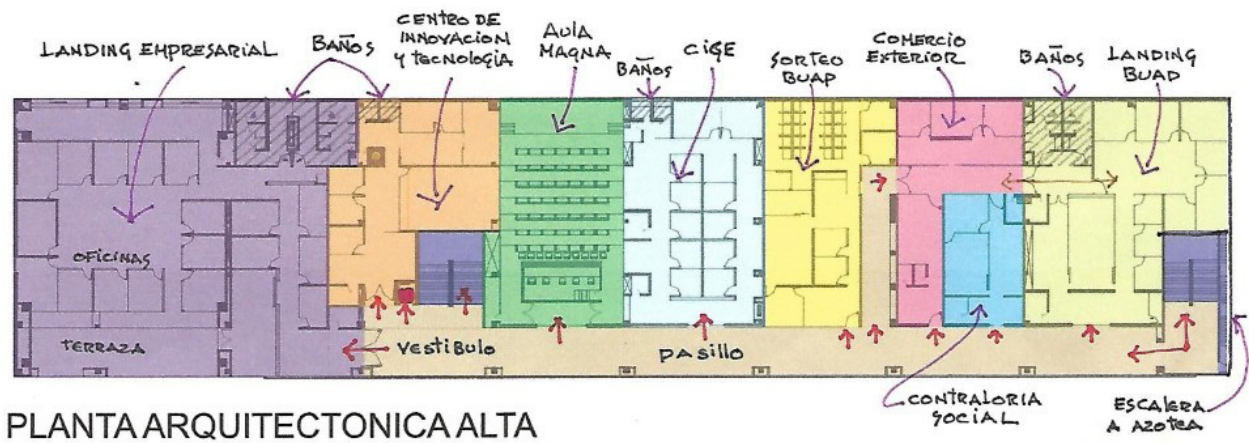 LANDING EMPRESARIAL
BAÑOS
CENTRO DE
INNOVACION
y TECNOLOGIA
AULA
MAGNA
BAÑOS
CIGE
SORTEO
BUAP
COMERCIO
EXTERIOR
BAÑOS
LANDING
BUAP
OFICINAS
TERRAZA
VESTIBULO
PASILLO
CONTRALORIA
SOCIAL
ESCALERA
A AZOTEA
PLANTA ARQUITECTONICA ALTA